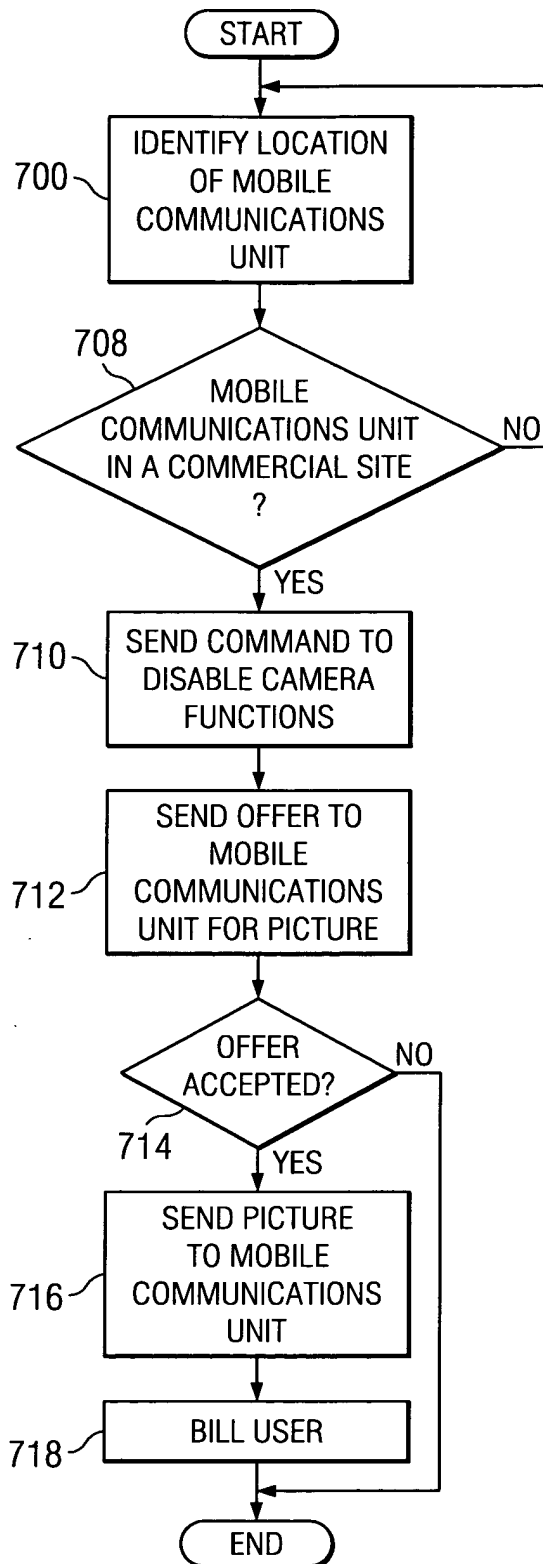 START
700
IDENTIFY LOCATION
OF MOBILE
COMMUNICATIONS
UNIT
708
MOBILE
COMMUNICATIONS UNIT
IN A COMMERCIAL SITE
?
NO
YES
710
SEND COMMAND TO
DISABLE CAMERA
FUNCTIONS
712
SEND OFFER TO
MOBILE
COMMUNICATIONS
UNIT FOR PICTURE
OFFER
ACCEPTED?
NO
714
YES
716
SEND PICTURE
TO MOBILE
COMMUNICATIONS
UNIT
718
BILL USER
END